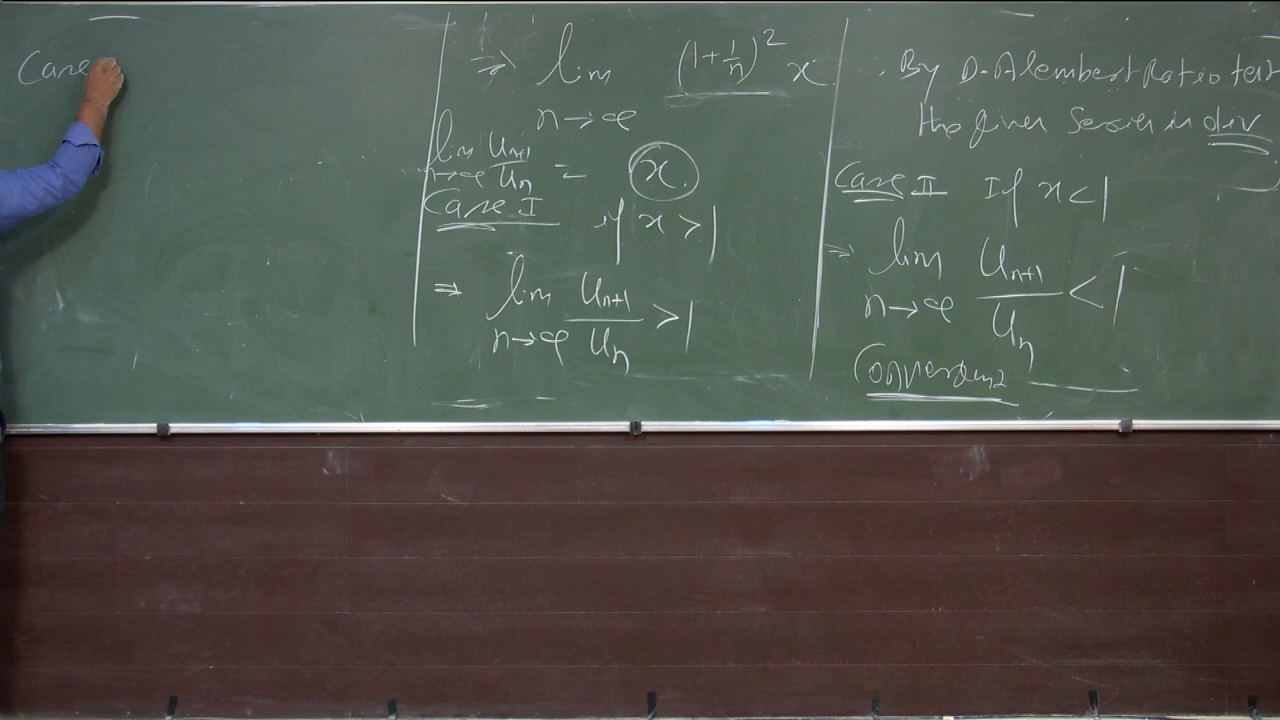 Case
⇒ lim (1+1/n)² x
n→∞
lim Un+1/Un = x.
n→∞
Case I if x>1
⇒ lim Un+1/Un >1
n→∞
∴ By D-Alembert Ratio test
the given Series is div
Case II If x<1
⇒ lim Un+1/Un <1
n→∞
Convergence